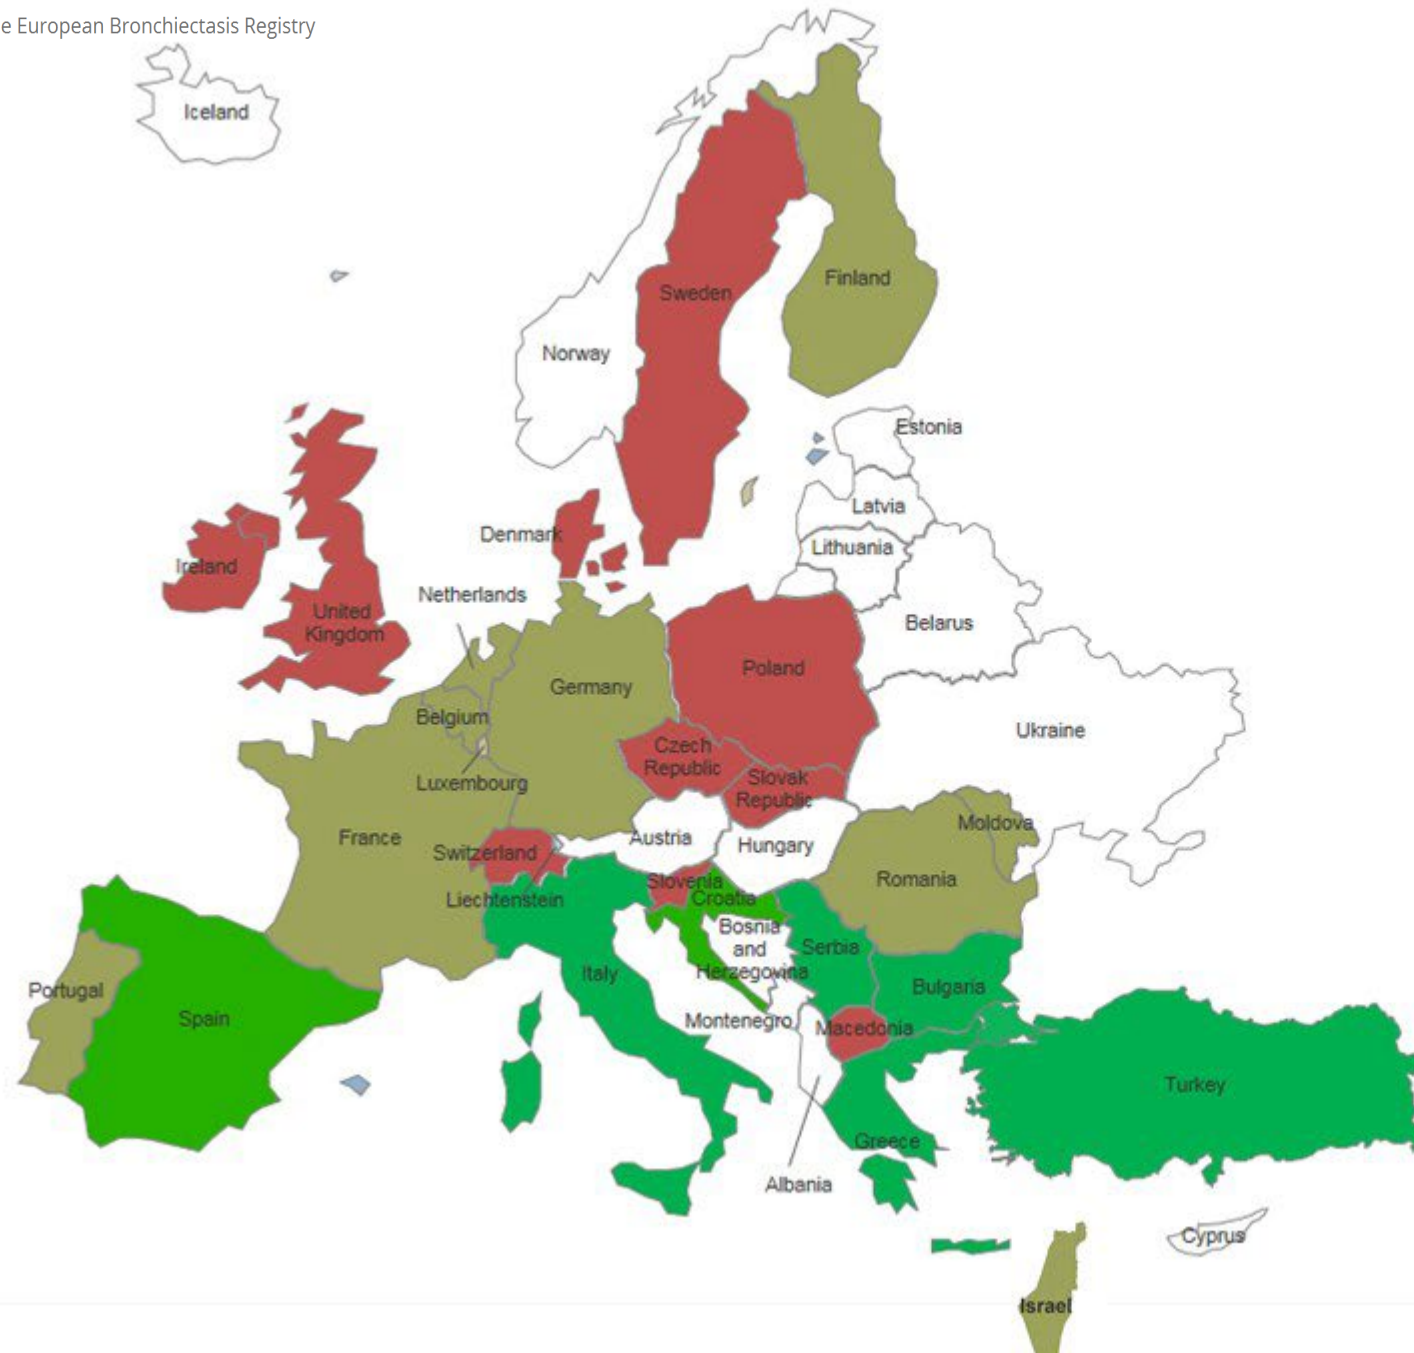 e European Bronchiectasis Registry
Iceland
Finland
Sweden
Norway
Estonia
Latvia
Denmark
Lithuania
Ireland
Netherlands
United
Kingdom
Belarus
Poland
Germany
Belgium
Ukraine
Czech
Republic
Slovak
Republic
Luxembourg
Moldova
France
Austria
Hungary
Switzerland
Slovenia
Romania
Liechtenstein
Croatia
Bosnia
and
Herzegovina
Serbia
Italy
Bulgaria
Portugal
Spain
Montenegro
Macedonia
Turkey
Greece
Albania
Cyprus
Israel